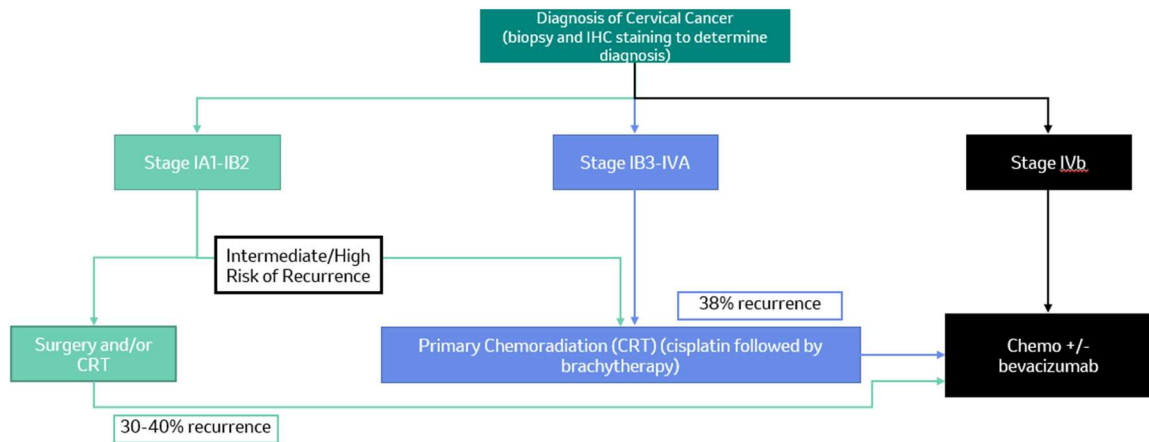 Diagnosis of Cervical Cancer
(biopsy and IHC staining to determine
diagnosis)
Stage IA1-IB2
Stage IB3-IVA
Stage IVb
Intermediate/High
Risk of Recurrence
38% recurrence
Surgery and/or
CRT
Primary Chemoradiation (CRT) (cisplatin followed by
brachytherapy)
Chemo +/-
bevacizumab
30-40% recurrence